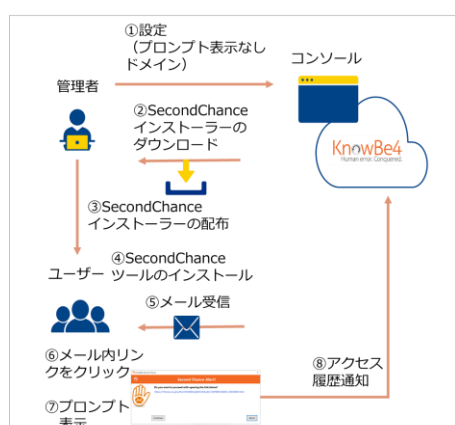 ①設定
（プロンプト表示なし
ドメイン）
コンソール
管理者
②SecondChance
インストーラーの
ダウンロード
KnowBe4
Human error. Conquered.
③SecondChance
インストーラーの配布
④SecondChance
ユーザー ツールのインストール
⑤メール受信
⑥メール内リン
クをクリック
⑧アクセス
履歴通知
Second Chance Alert!
⑦プロンプト
表示